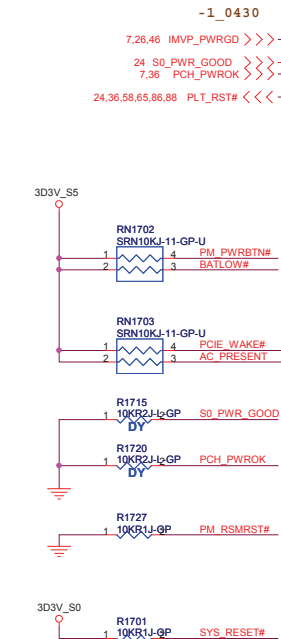 -1_0430
7,26,46 IMVP_PWRGD
24 S0_PWR_GOOD
7,36 PCH_PWROK
24,36,58,65,86,88 PLT_RST#
3D3V_S5
RN1702
SRN10KJ-11-GP-U
1 4 PM_PWRBTN#
2 3 BATLOW#
RN1703
SRN10KJ-11-GP-U
1 4 PCIE_WAKE#
2 3 AC_PRESENT
R1715
1 10KR2J-L-GP 2 S0_PWR_GOOD
DY
R1720
1 10KR2J-L-GP 2 PCH_PWROK
DY
R1727
1 10KR1J-GP 2 PM_RSMRST#
3D3V_S0
R1701
1 10KR1J-GP 2 SYS_RESET#